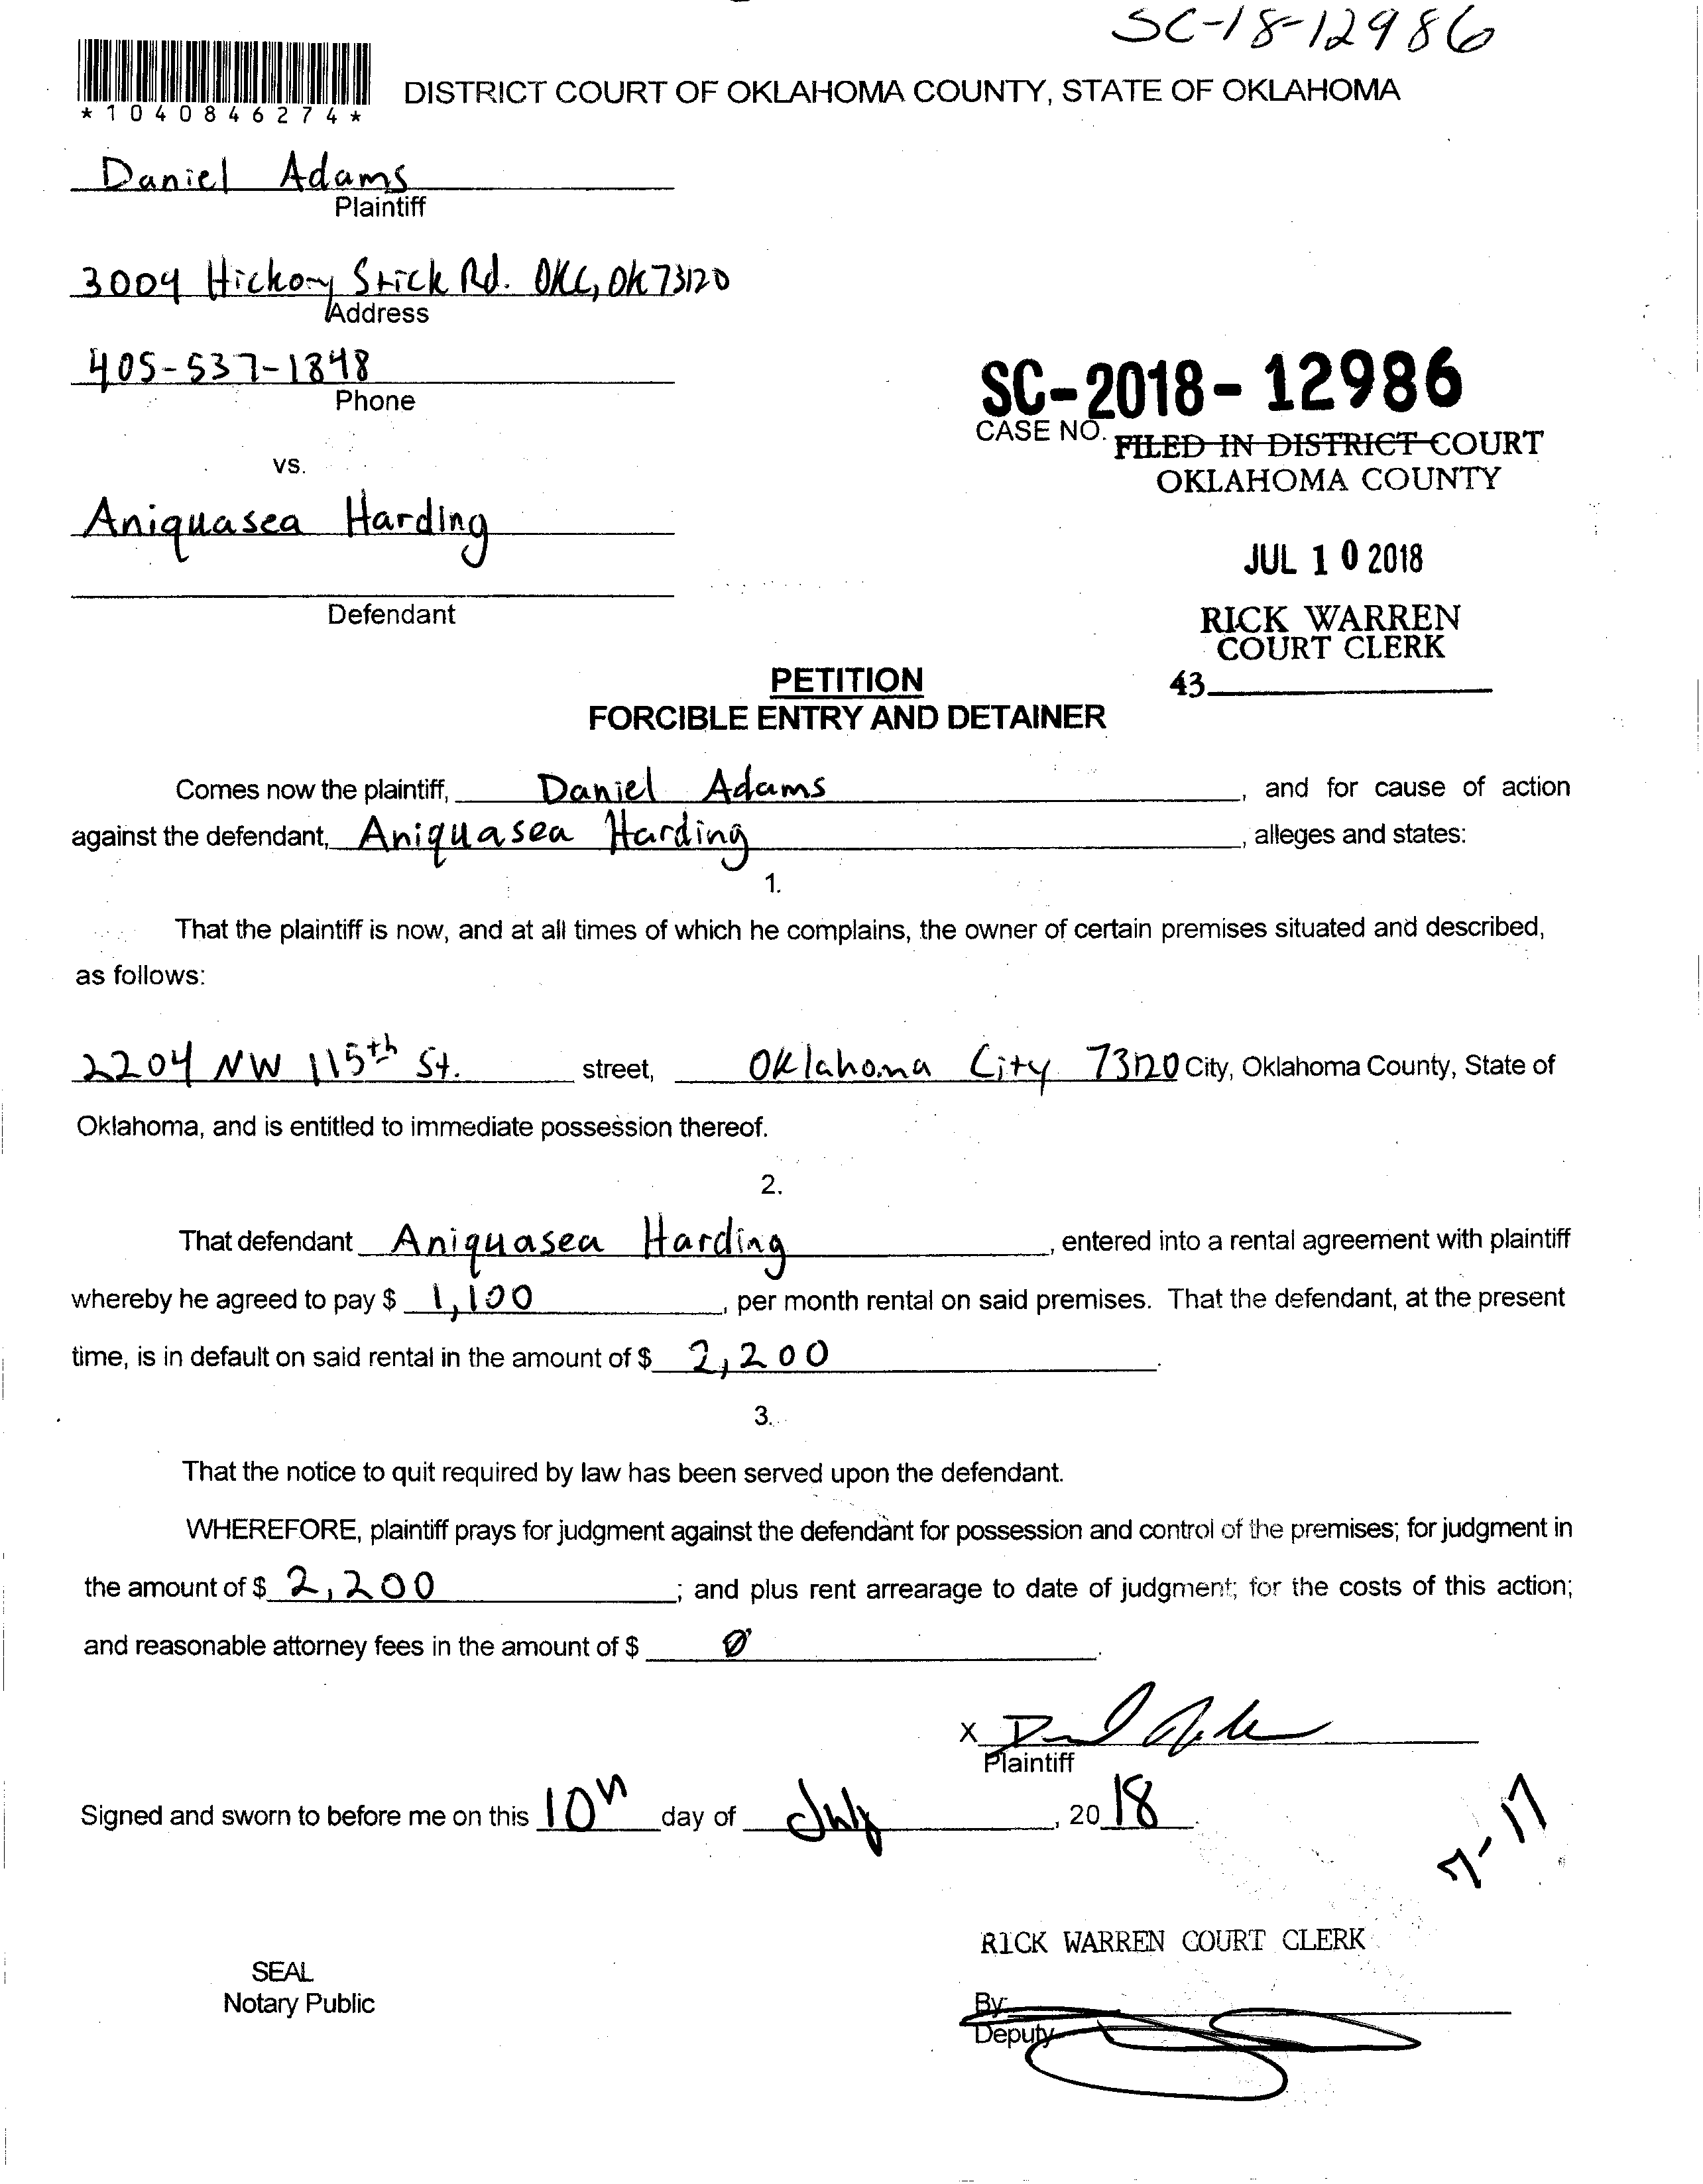 SC-18-12986
*1040846274*
DISTRICT COURT OF OKLAHOMA COUNTY, STATE OF OKLAHOMA
Daniel Adams
Plaintiff
3004 Hickory Stick Rd. OKC, OK 73120
Address
405-537-1848
Phone
SC-2018-12986
CASE NO.
FILED IN DISTRICT COURT
OKLAHOMA COUNTY
vs.
Aniquasea Harding
JUL 10 2018
Defendant
RICK WARREN
COURT CLERK
43
PETITION
FORCIBLE ENTRY AND DETAINER
Comes now the plaintiff, Daniel Adams, and for cause of action
against the defendant, Aniquasea Harding, alleges and states:
1.
That the plaintiff is now, and at all times of which he complains, the owner of certain premises situated and described,
as follows:
2204 NW 115th St. street, Oklahoma City 73120 City, Oklahoma County, State of
Oklahoma, and is entitled to immediate possession thereof.
2.
That defendant Aniquasea Harding, entered into a rental agreement with plaintiff
whereby he agreed to pay $ 1,100, per month rental on said premises. That the defendant, at the present
time, is in default on said rental in the amount of $ 2,200.
3.
That the notice to quit required by law has been served upon the defendant.
WHEREFORE, plaintiff prays for judgment against the defendant for possession and control of the premises; for judgment in
the amount of $ 2,200; and plus rent arrearage to date of judgment; for the costs of this action;
and reasonable attorney fees in the amount of $ 0.
X
Plaintiff
Signed and sworn to before me on this 10th day of July, 2018.
7-17
RICK WARREN COURT CLERK
SEAL
Notary Public
By:
Deputy